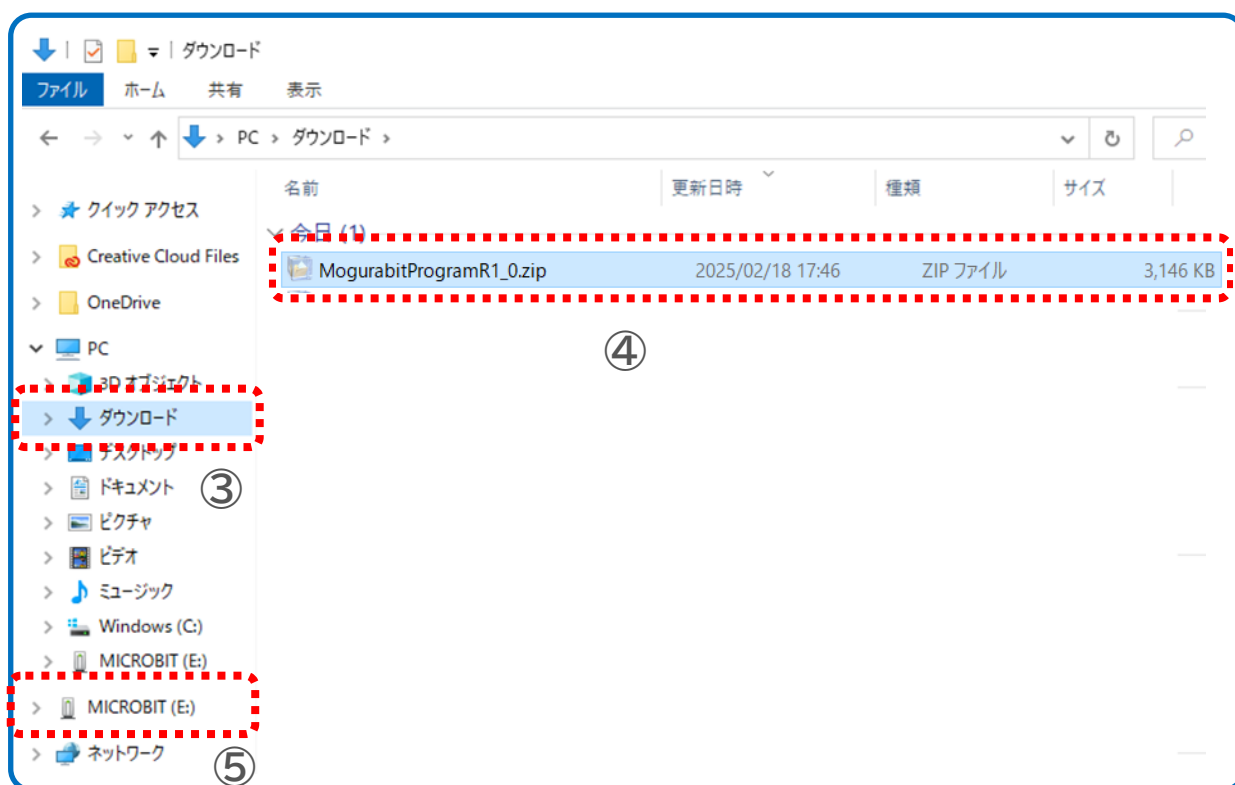 ダウンロード
ファイル ホーム 共有 表示
PC > ダウンロード >
名前 更新日時 種類 サイズ
クイック アクセス
今日 (1)
Creative Cloud Files
MogurabitProgramR1_0.zip 2025/02/18 17:46 ZIP ファイル 3,146 KB
OneDrive
④
PC
3D オブジェクト
ダウンロード
デスクトップ
③
ドキュメント
ピクチャ
ビデオ
ミュージック
Windows (C:)
MICROBIT (E:)
MICROBIT (E:)
ネットワーク
⑤